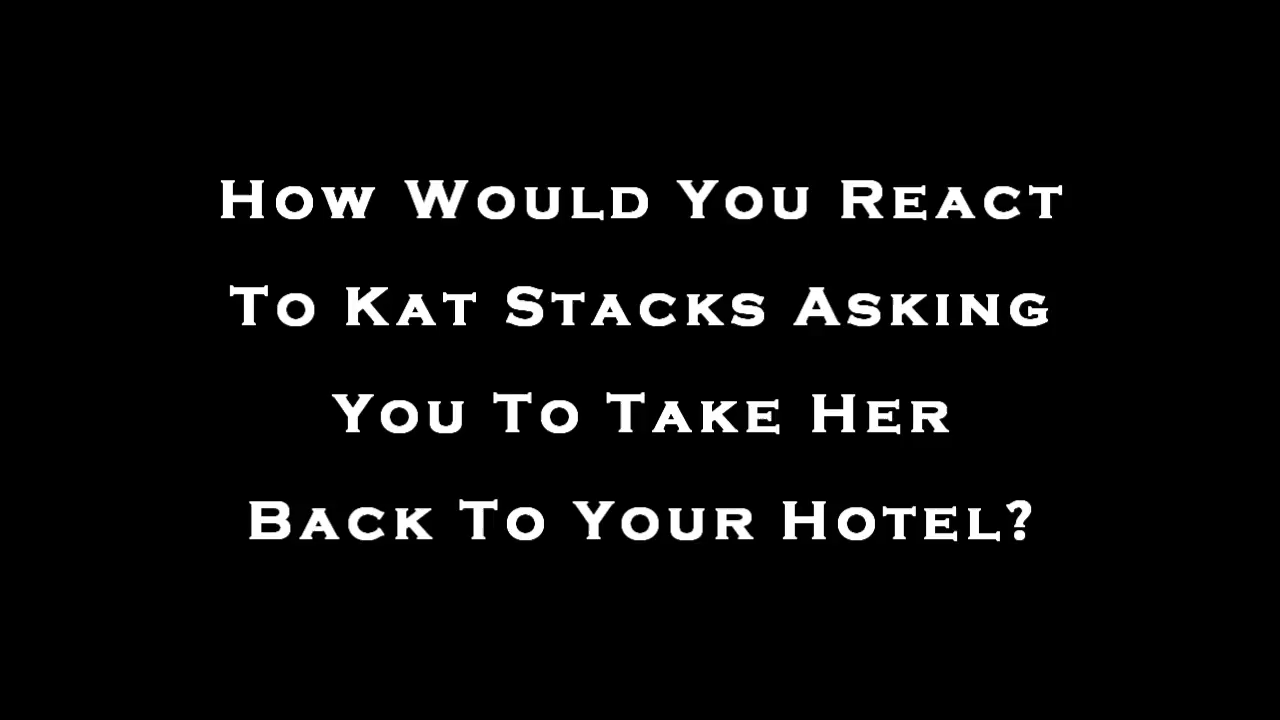 How Would You React
To Kat Stacks Asking
You To Take Her
Back To Your Hotel?